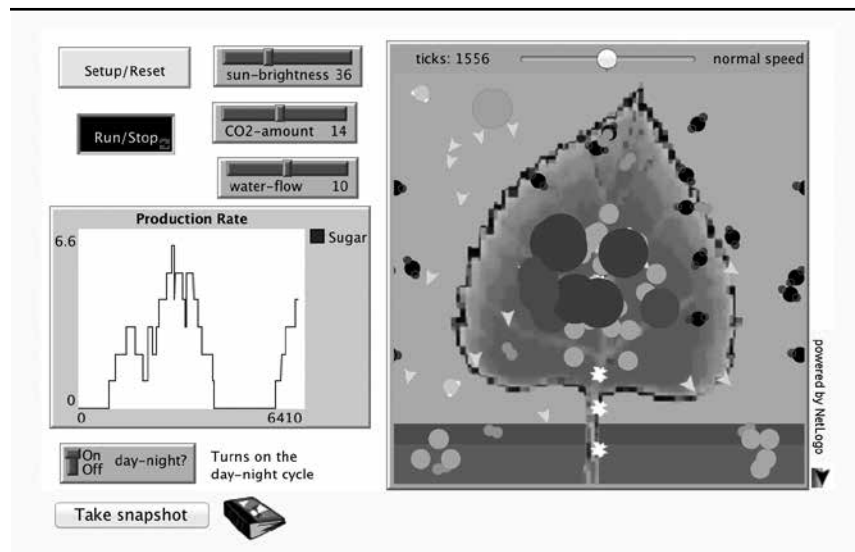 Setup/Reset
sun-brightness 36
ticks: 1556
normal speed
Run/Stop
CO2-amount 14
water-flow 10
Production Rate
6.6
Sugar
0
0
6410
On
Off
day-night?
Turns on the
day-night cycle
Take snapshot
powered by NetLogo